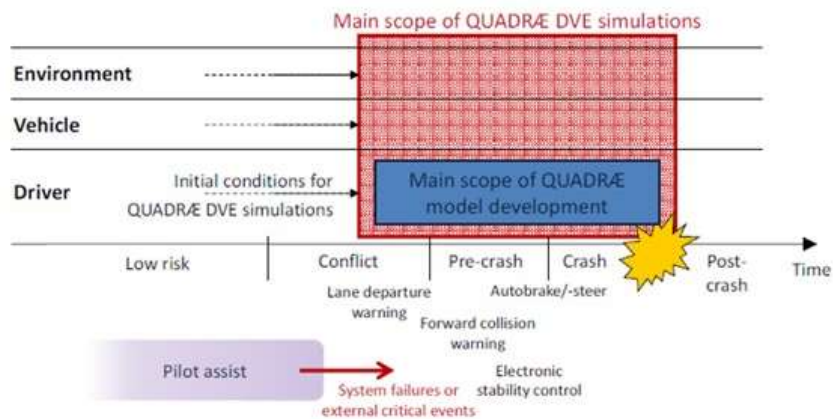 Main scope of QUADRÆ DVE simulations
Environment
Vehicle
Driver
Initial conditions for
QUADRÆ DVE simulations
Main scope of QUADRÆ
model development
Low risk
Conflict
Pre-crash
Crash
Post-
crash
Time
Lane departure
warning
Autobrake/-steer
Forward collision
warning
Pilot assist
System failures or
external critical events
Electronic
stability control